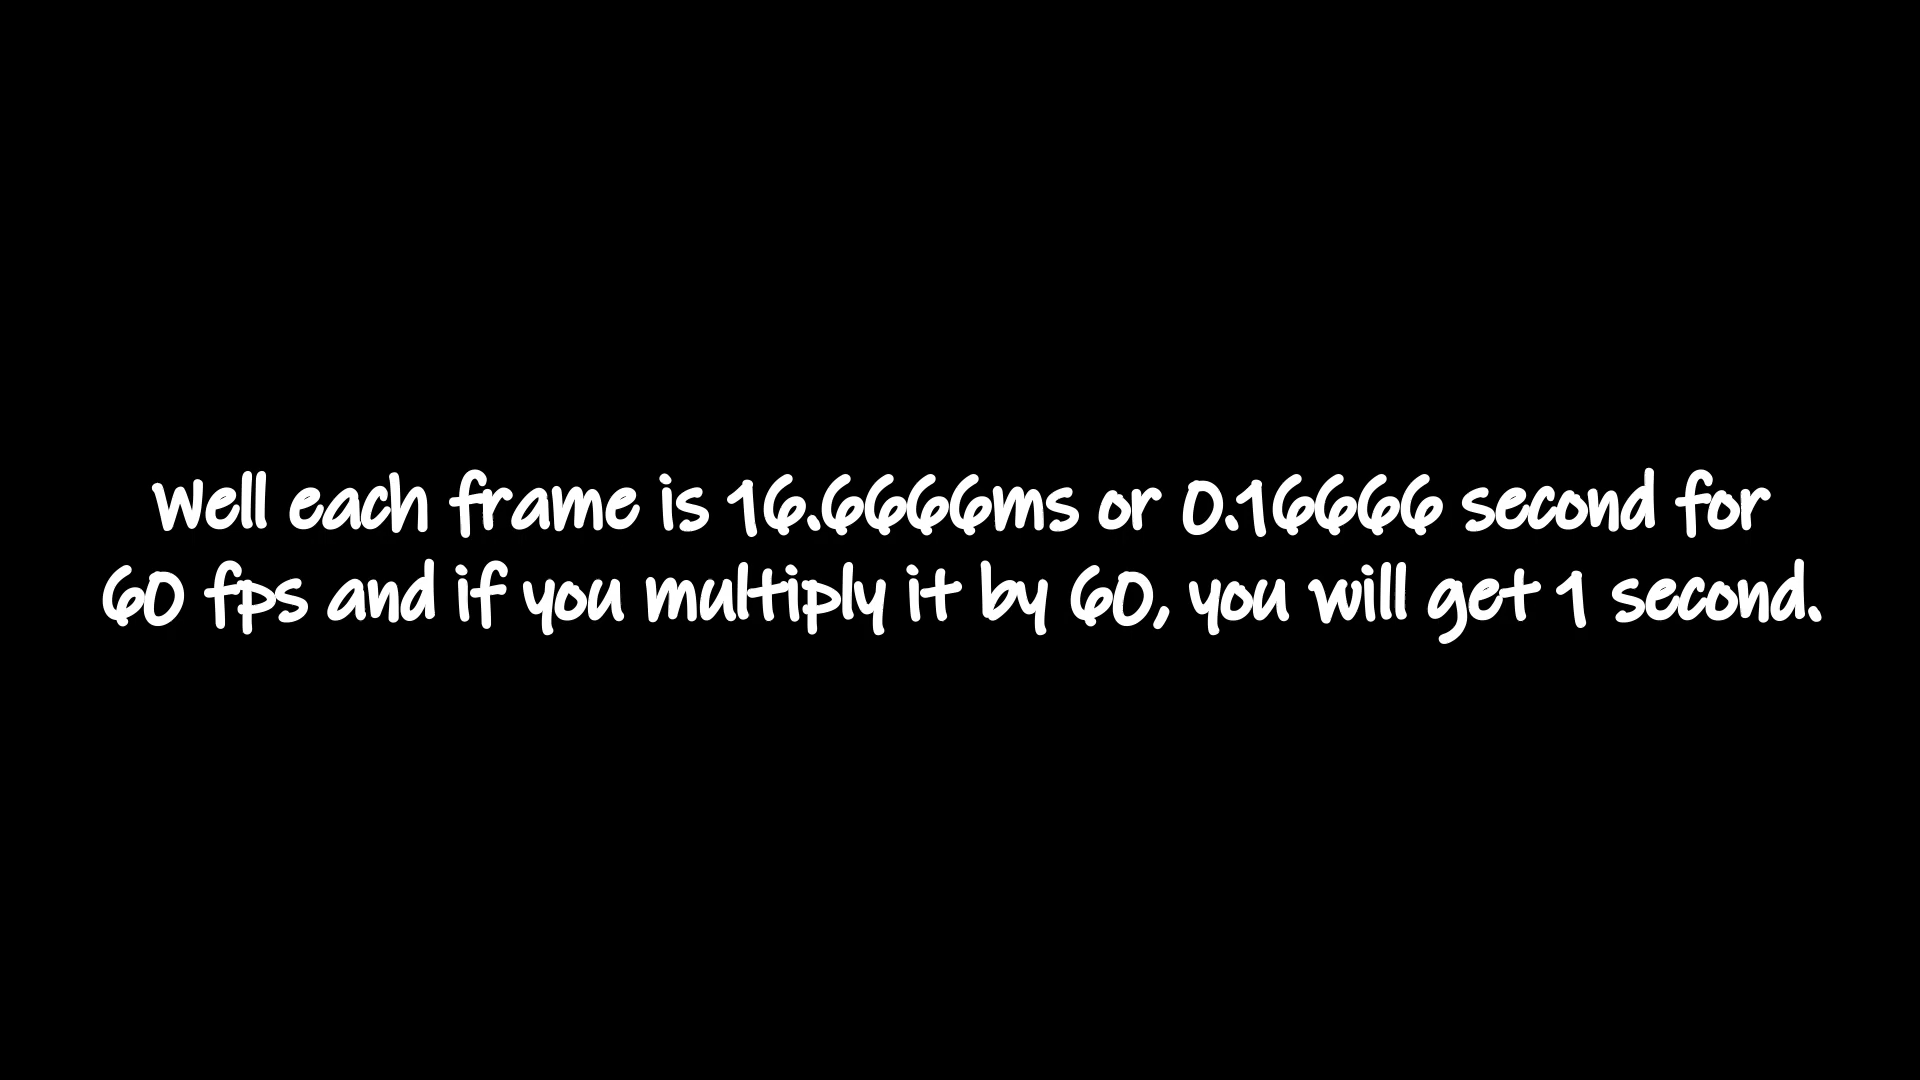 Well each frame is 16.6666ms or 0.16666 second for
60 fps and if you multiply it by 60, you will get 1 second.